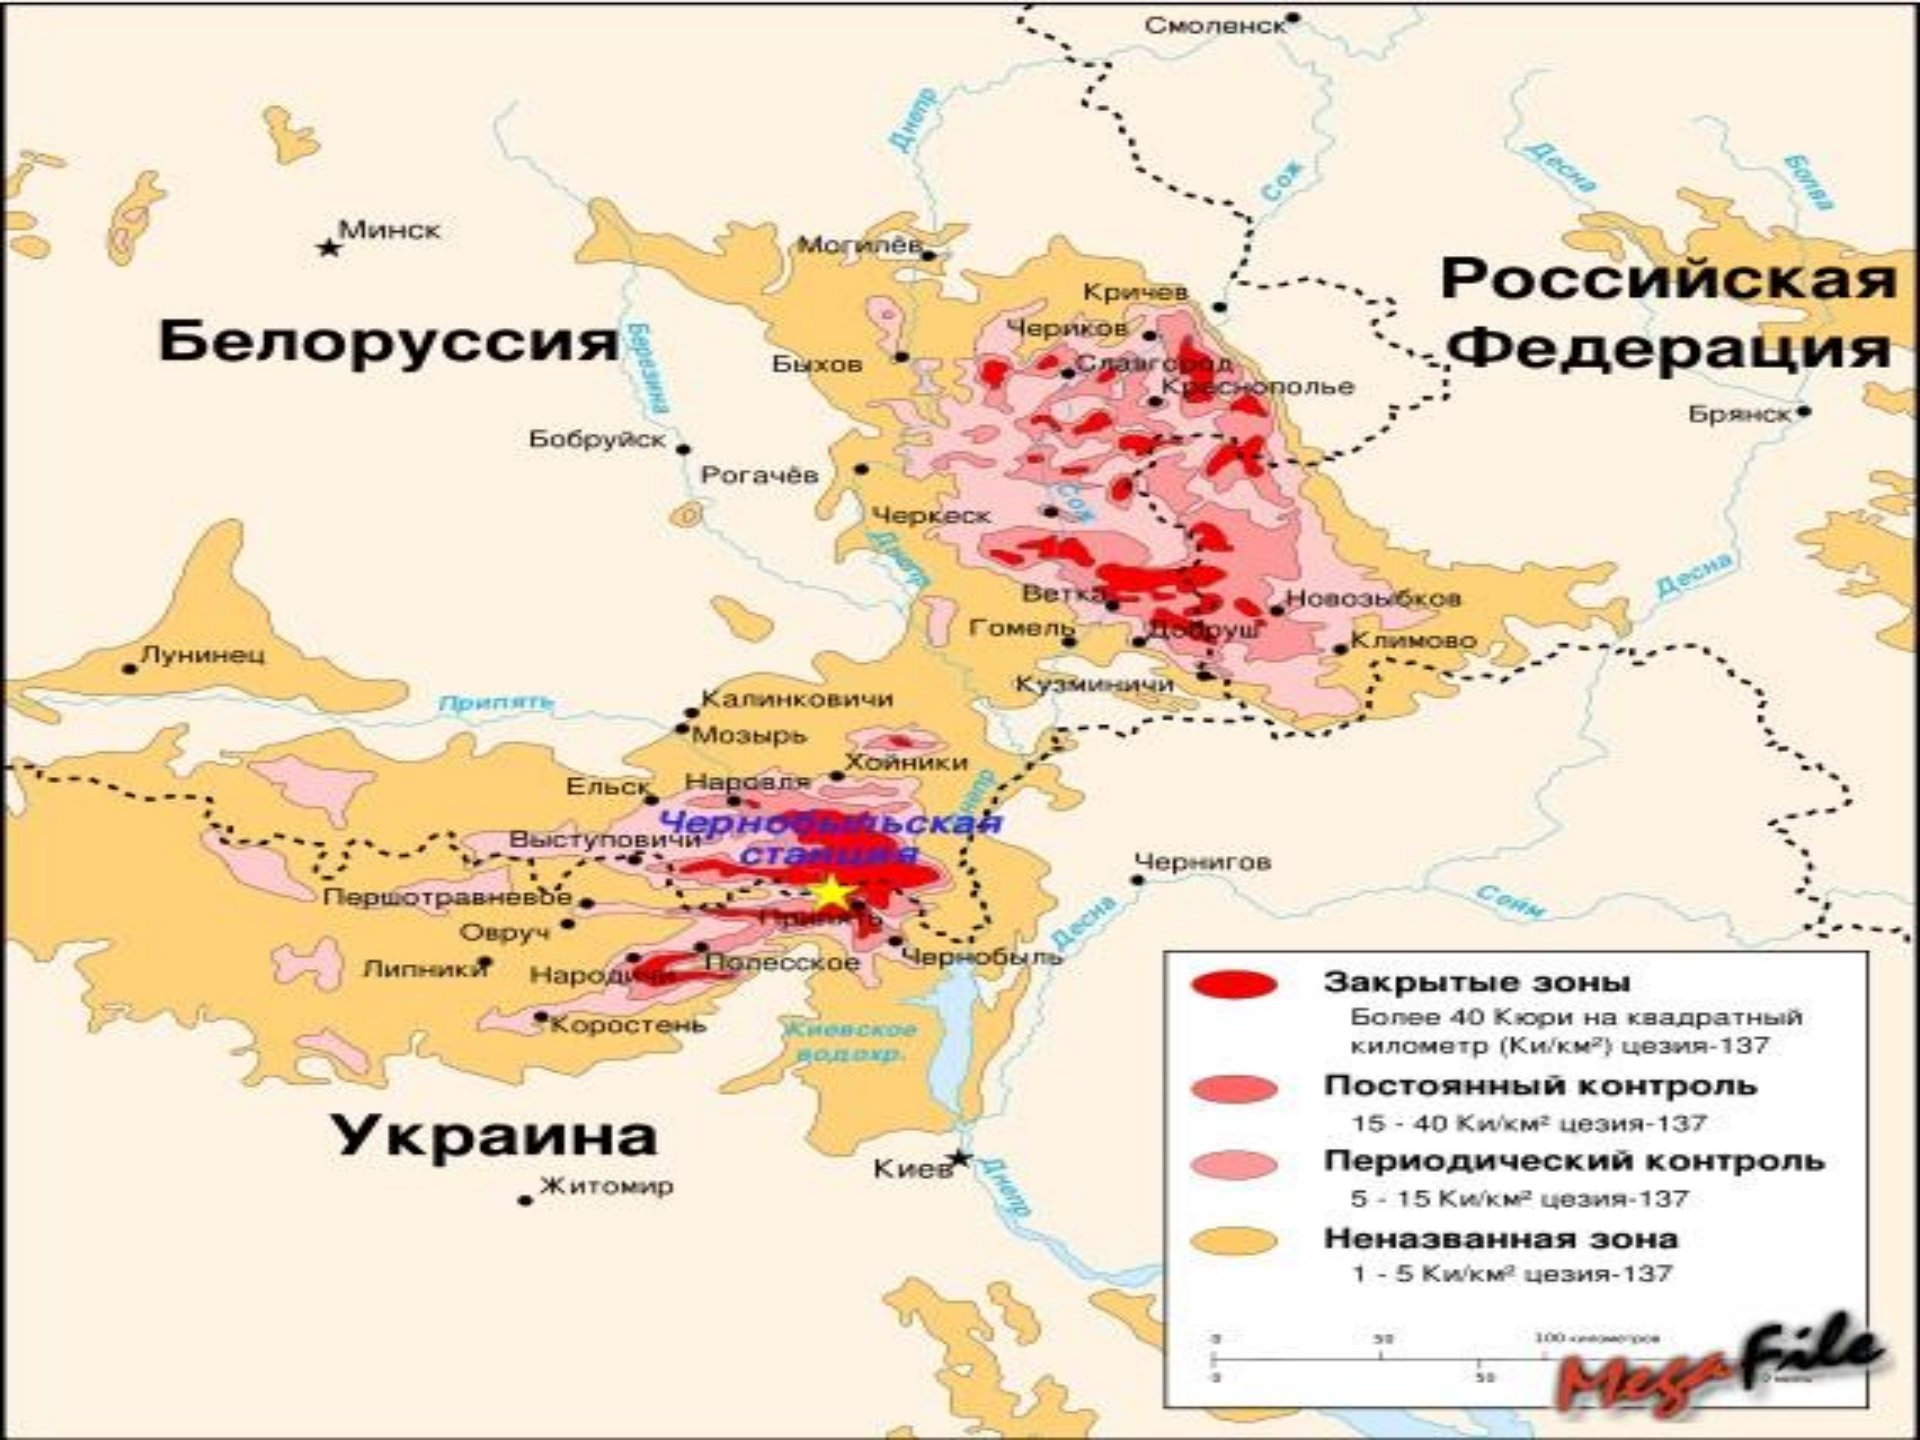 Смоленск
Днепр
Сож
Десна
Болва
Минск
Могилёв
Российская
Федерация
Кричев
Белоруссия
Березина
Чериков
Быхов
Славгород
Краснополье
Брянск
Бобруйск
Рогачёв
Сож
Черкеск
Днепр
Десна
Ветка
Новозыбков
Гомель
Добруш
Климово
Лунинец
Кузминичи
Припять
Калинковичи
Мозырь
Хойники
Ельск
Наровля
Днепр
Чернобыльская
станция
Выступовичи
Чернигов
Першотравневое
Припять
Сейм
Десна
Овруч
Чернобыль
Липники
Народичи
Полесское
Коростень
Киевское
водохр.
Украина
Киев
Днепр
Житомир
Закрытые зоны
Более 40 Кюри на квадратный
километр (Ки/км²) цезия-137
Постоянный контроль
15 - 40 Ки/км² цезия-137
Периодический контроль
5 - 15 Ки/км² цезия-137
Неназванная зона
1 - 5 Ки/км² цезия-137
0 50 100 километров
0 50
MegaFile